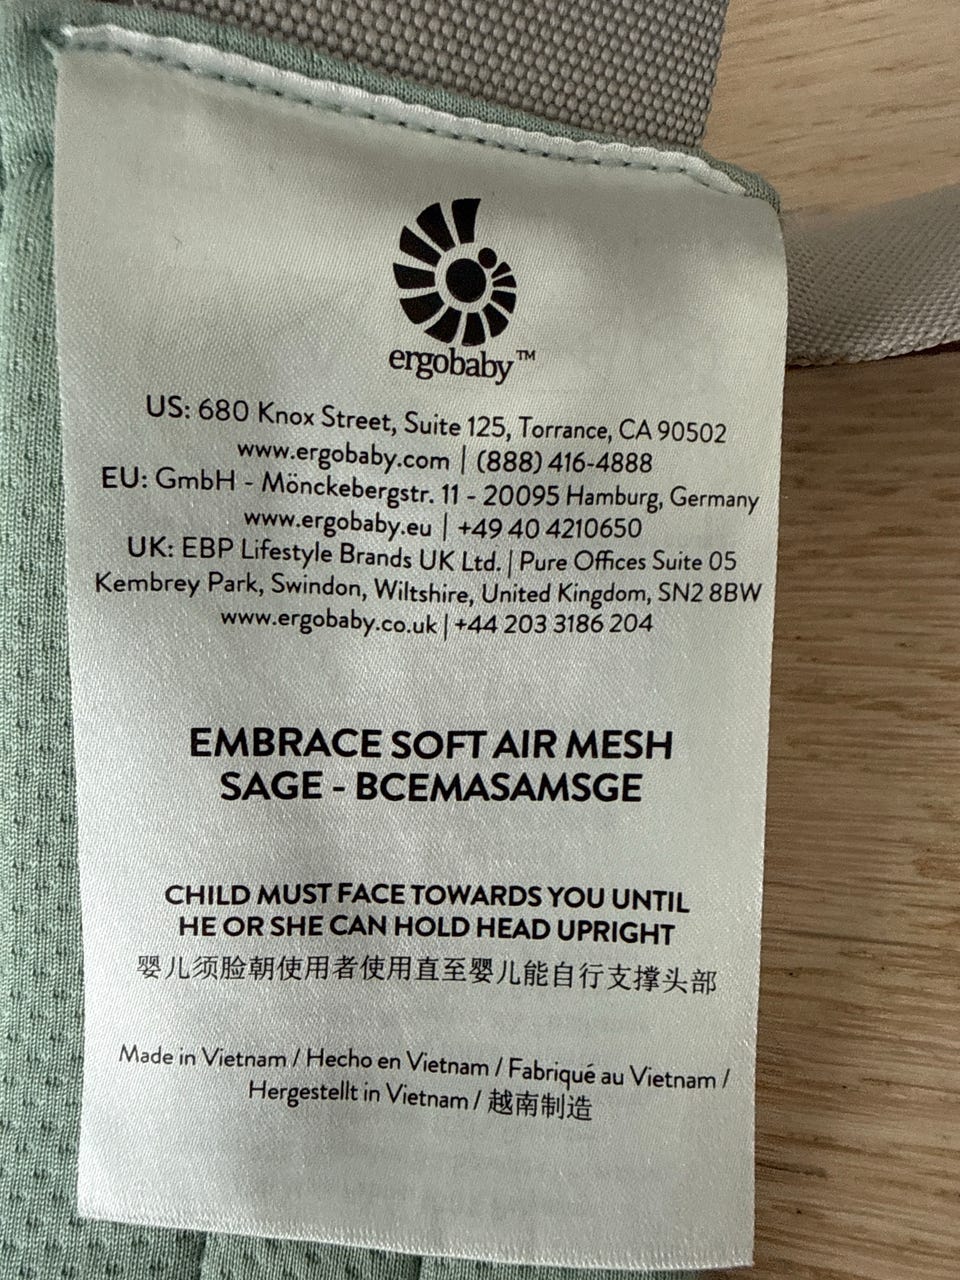 ergobaby™
US: 680 Knox Street, Suite 125, Torrance, CA 90502
www.ergobaby.com | (888) 416-4888
EU: GmbH - Mönckebergstr. 11 - 20095 Hamburg, Germany
www.ergobaby.eu | +49 40 4210650
UK: EBP Lifestyle Brands UK Ltd. | Pure Offices Suite 05
Kembrey Park, Swindon, Wiltshire, United Kingdom, SN2 8BW
www.ergobaby.co.uk | +44 203 3186 204
EMBRACE SOFT AIR MESH
SAGE - BCEMASAMSGE
CHILD MUST FACE TOWARDS YOU UNTIL
HE OR SHE CAN HOLD HEAD UPRIGHT
婴儿须脸朝使用者使用直至婴儿能自行支撑头部
Made in Vietnam / Hecho en Vietnam / Fabriqué au Vietnam /
Hergestellt in Vietnam / 越南制造